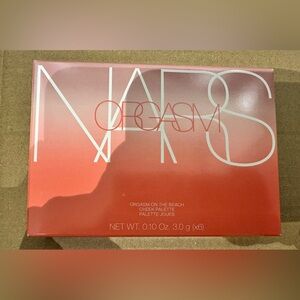 NARS
ORGASM
ORGASM ON THE BEACH
CHEEK PALETTE
PALETTE JOUES
NET WT. 0.10 Oz. 3.0 g (x6)